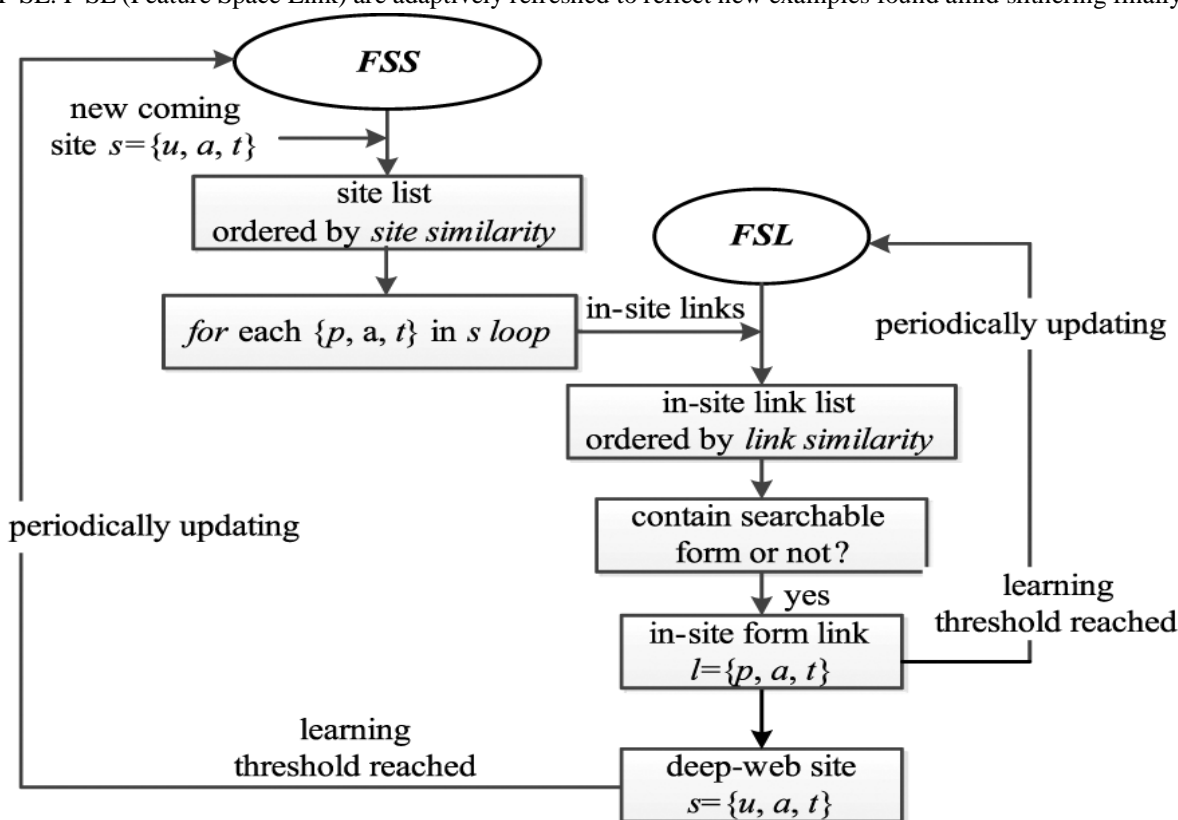 FSL. FSL (Feature Space Link) are adaptively refreshed to reflect new examples found amid slithering finally
FSS
new coming
site s={u, a, t}
site list
ordered by site similarity
FSL
for each {p, a, t} in s loop
in-site links
periodically updating
in-site link list
ordered by link similarity
contain searchable
form or not?
yes
periodically updating
learning
threshold reached
in-site form link
l={p, a, t}
learning
threshold reached
deep-web site
s={u, a, t}